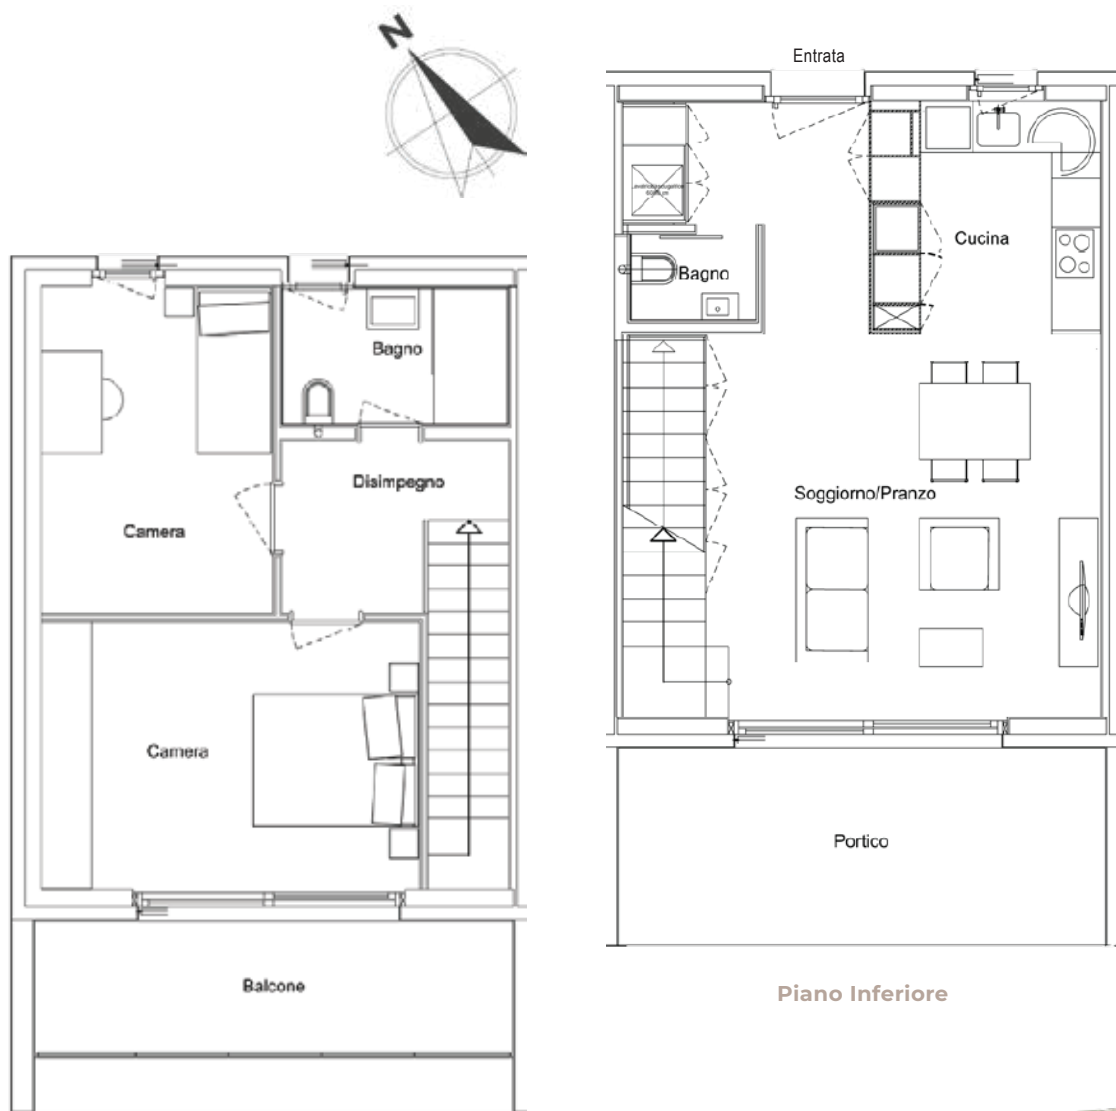 N
Bagno
Disimpegno
Camera
Camera
Balcone
Entrata
Cucina
Bagno
Soggiorno/Pranzo
Portico
Piano Inferiore